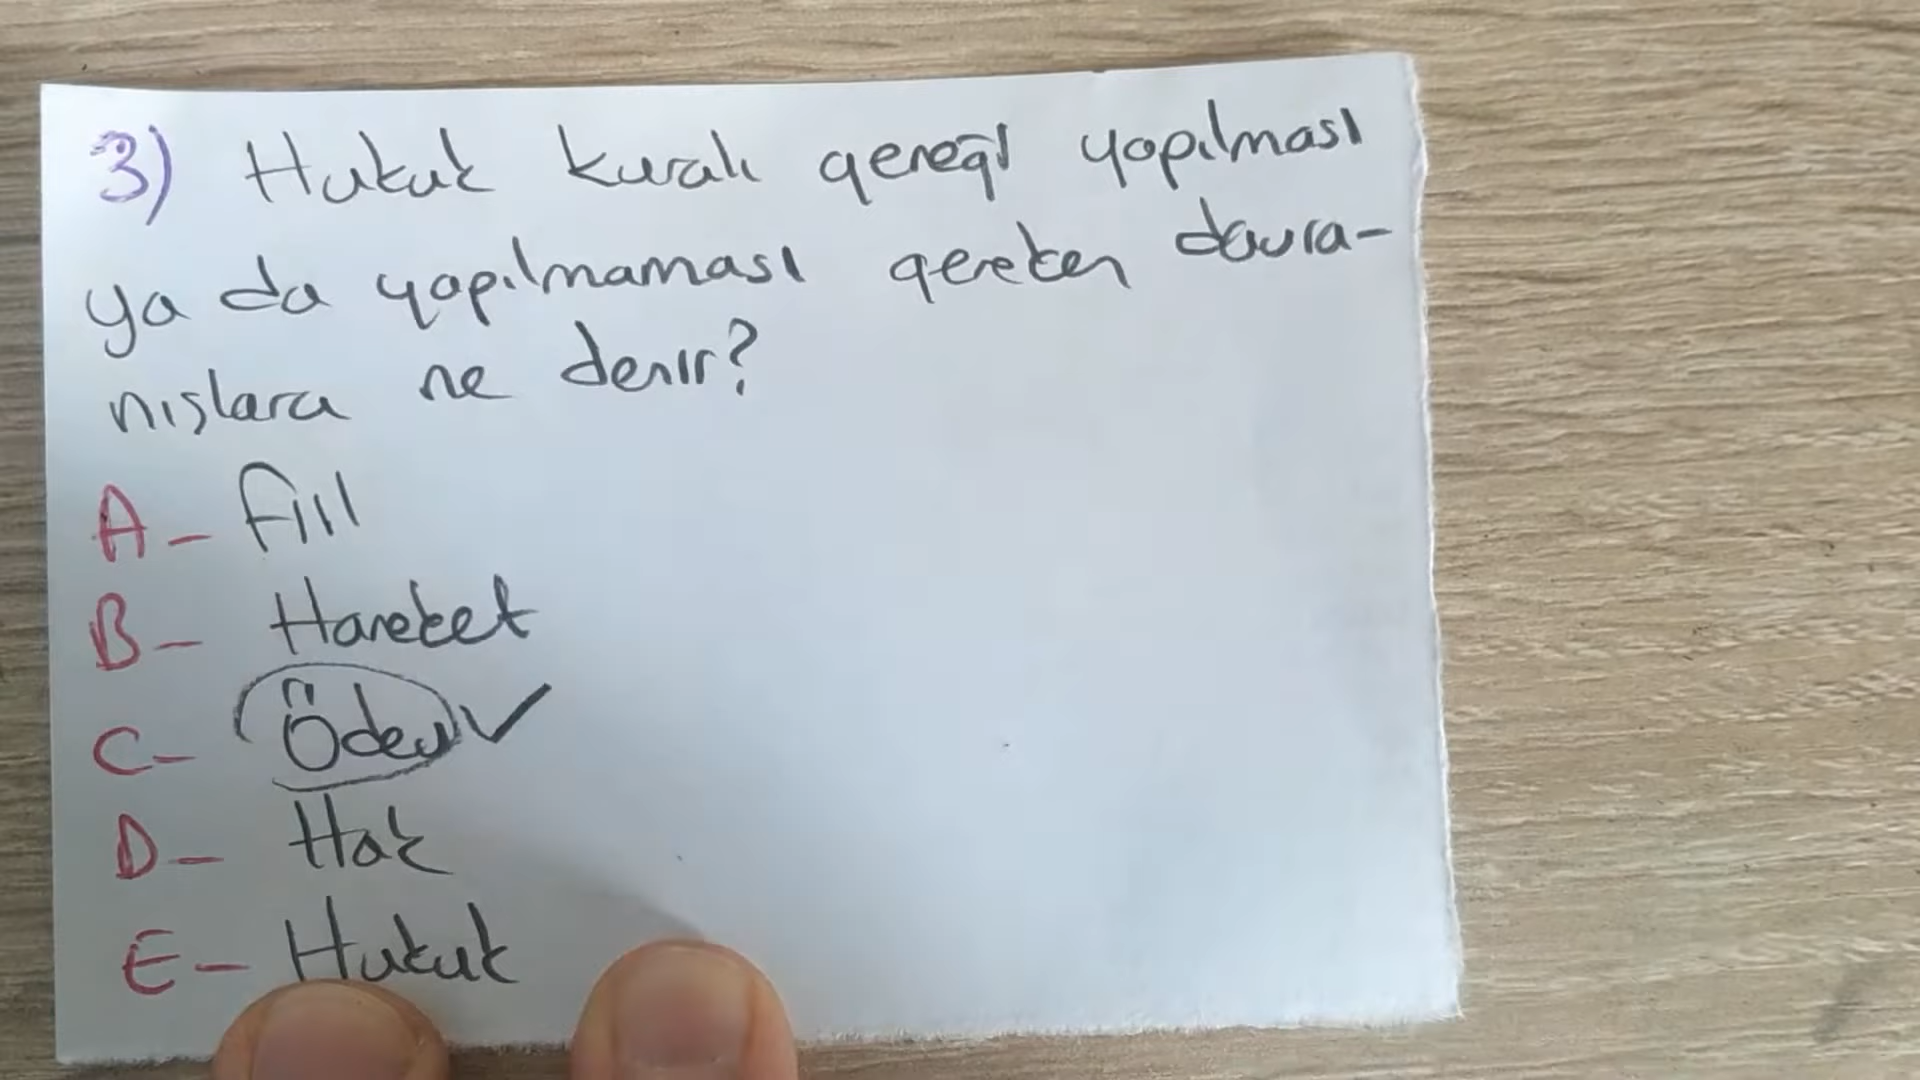 3) Hukuk kuralı gereği yapılması
ya da yapılmaması gereken davra-
nışlara ne denir?
A- Fiil
B- Hareket
C- Ödev ✓
D- Hak
E- Hukuk